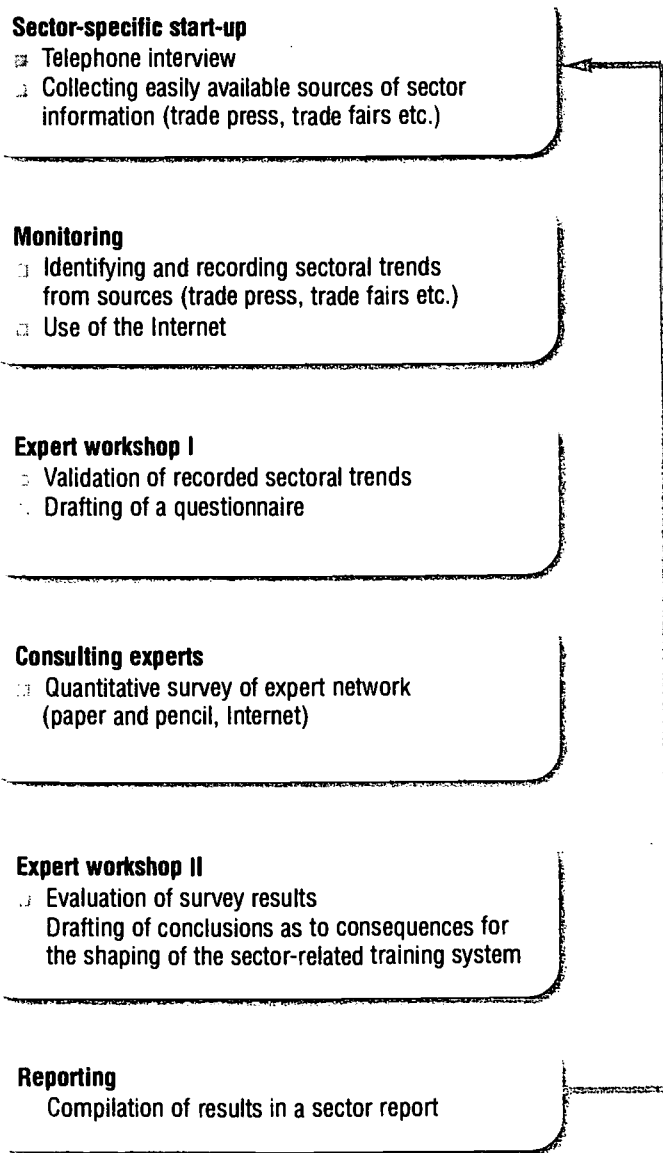 Sector-specific start-up
Telephone interview
Collecting easily available sources of sector
information (trade press, trade fairs etc.)
Monitoring
Identifying and recording sectoral trends
from sources (trade press, trade fairs etc.)
Use of the Internet
Expert workshop I
Validation of recorded sectoral trends
Drafting of a questionnaire
Consulting experts
Quantitative survey of expert network
(paper and pencil, Internet)
Expert workshop II
Evaluation of survey results
Drafting of conclusions as to consequences for
the shaping of the sector-related training system
Reporting
Compilation of results in a sector report